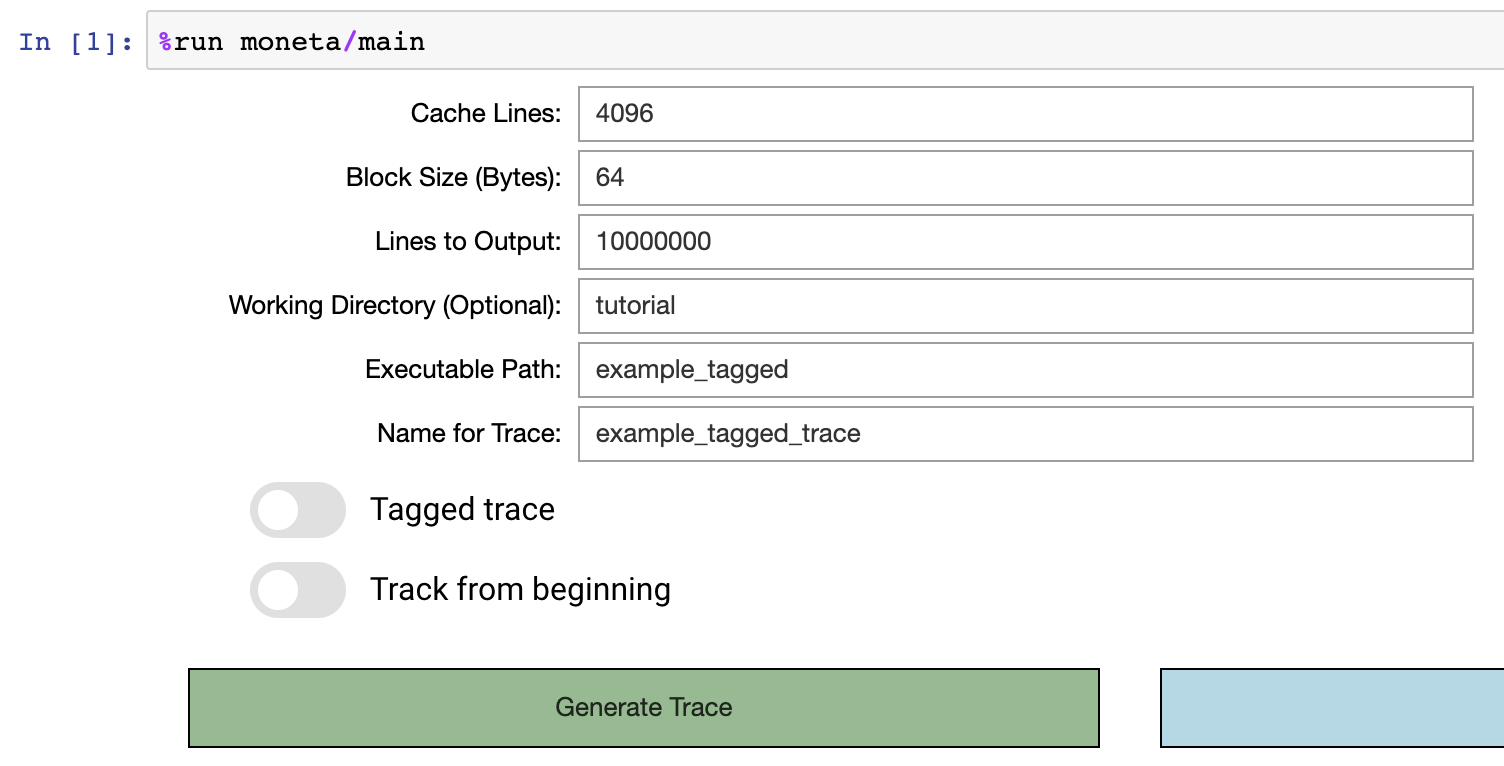 In [1]: %run moneta/main
Cache Lines: 4096
Block Size (Bytes): 64
Lines to Output: 10000000
Working Directory (Optional): tutorial
Executable Path: example_tagged
Name for Trace: example_tagged_trace
Tagged trace
Track from beginning
Generate Trace